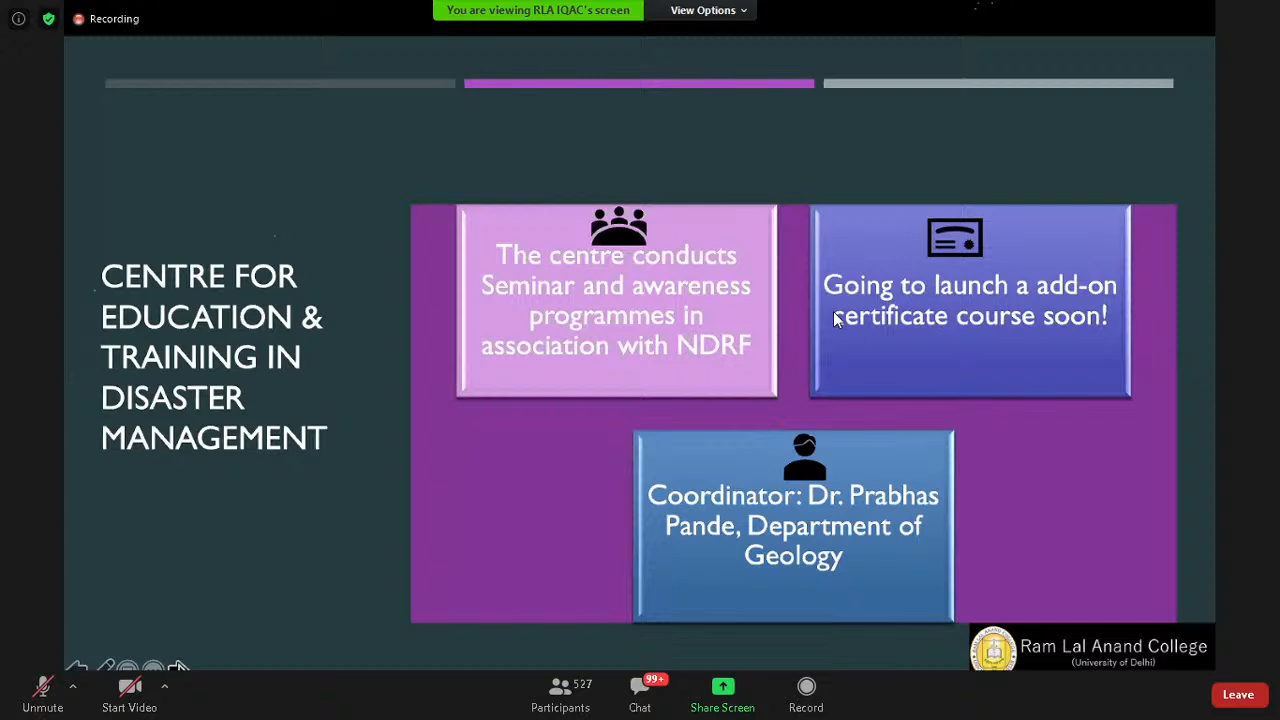 Recording
You are viewing RLA IQAC's screen
View Options
CENTRE FOR
EDUCATION &
TRAINING IN
DISASTER
MANAGEMENT
The centre conducts
Seminar and awareness
programmes in
association with NDRF
Going to launch a add-on
certificate course soon!
Coordinator: Dr. Prabhas
Pande, Department of
Geology
Ram Lal Anand College
(University of Delhi)
Unmute
Start Video
527
Participants
99+
Chat
Share Screen
Record
Leave